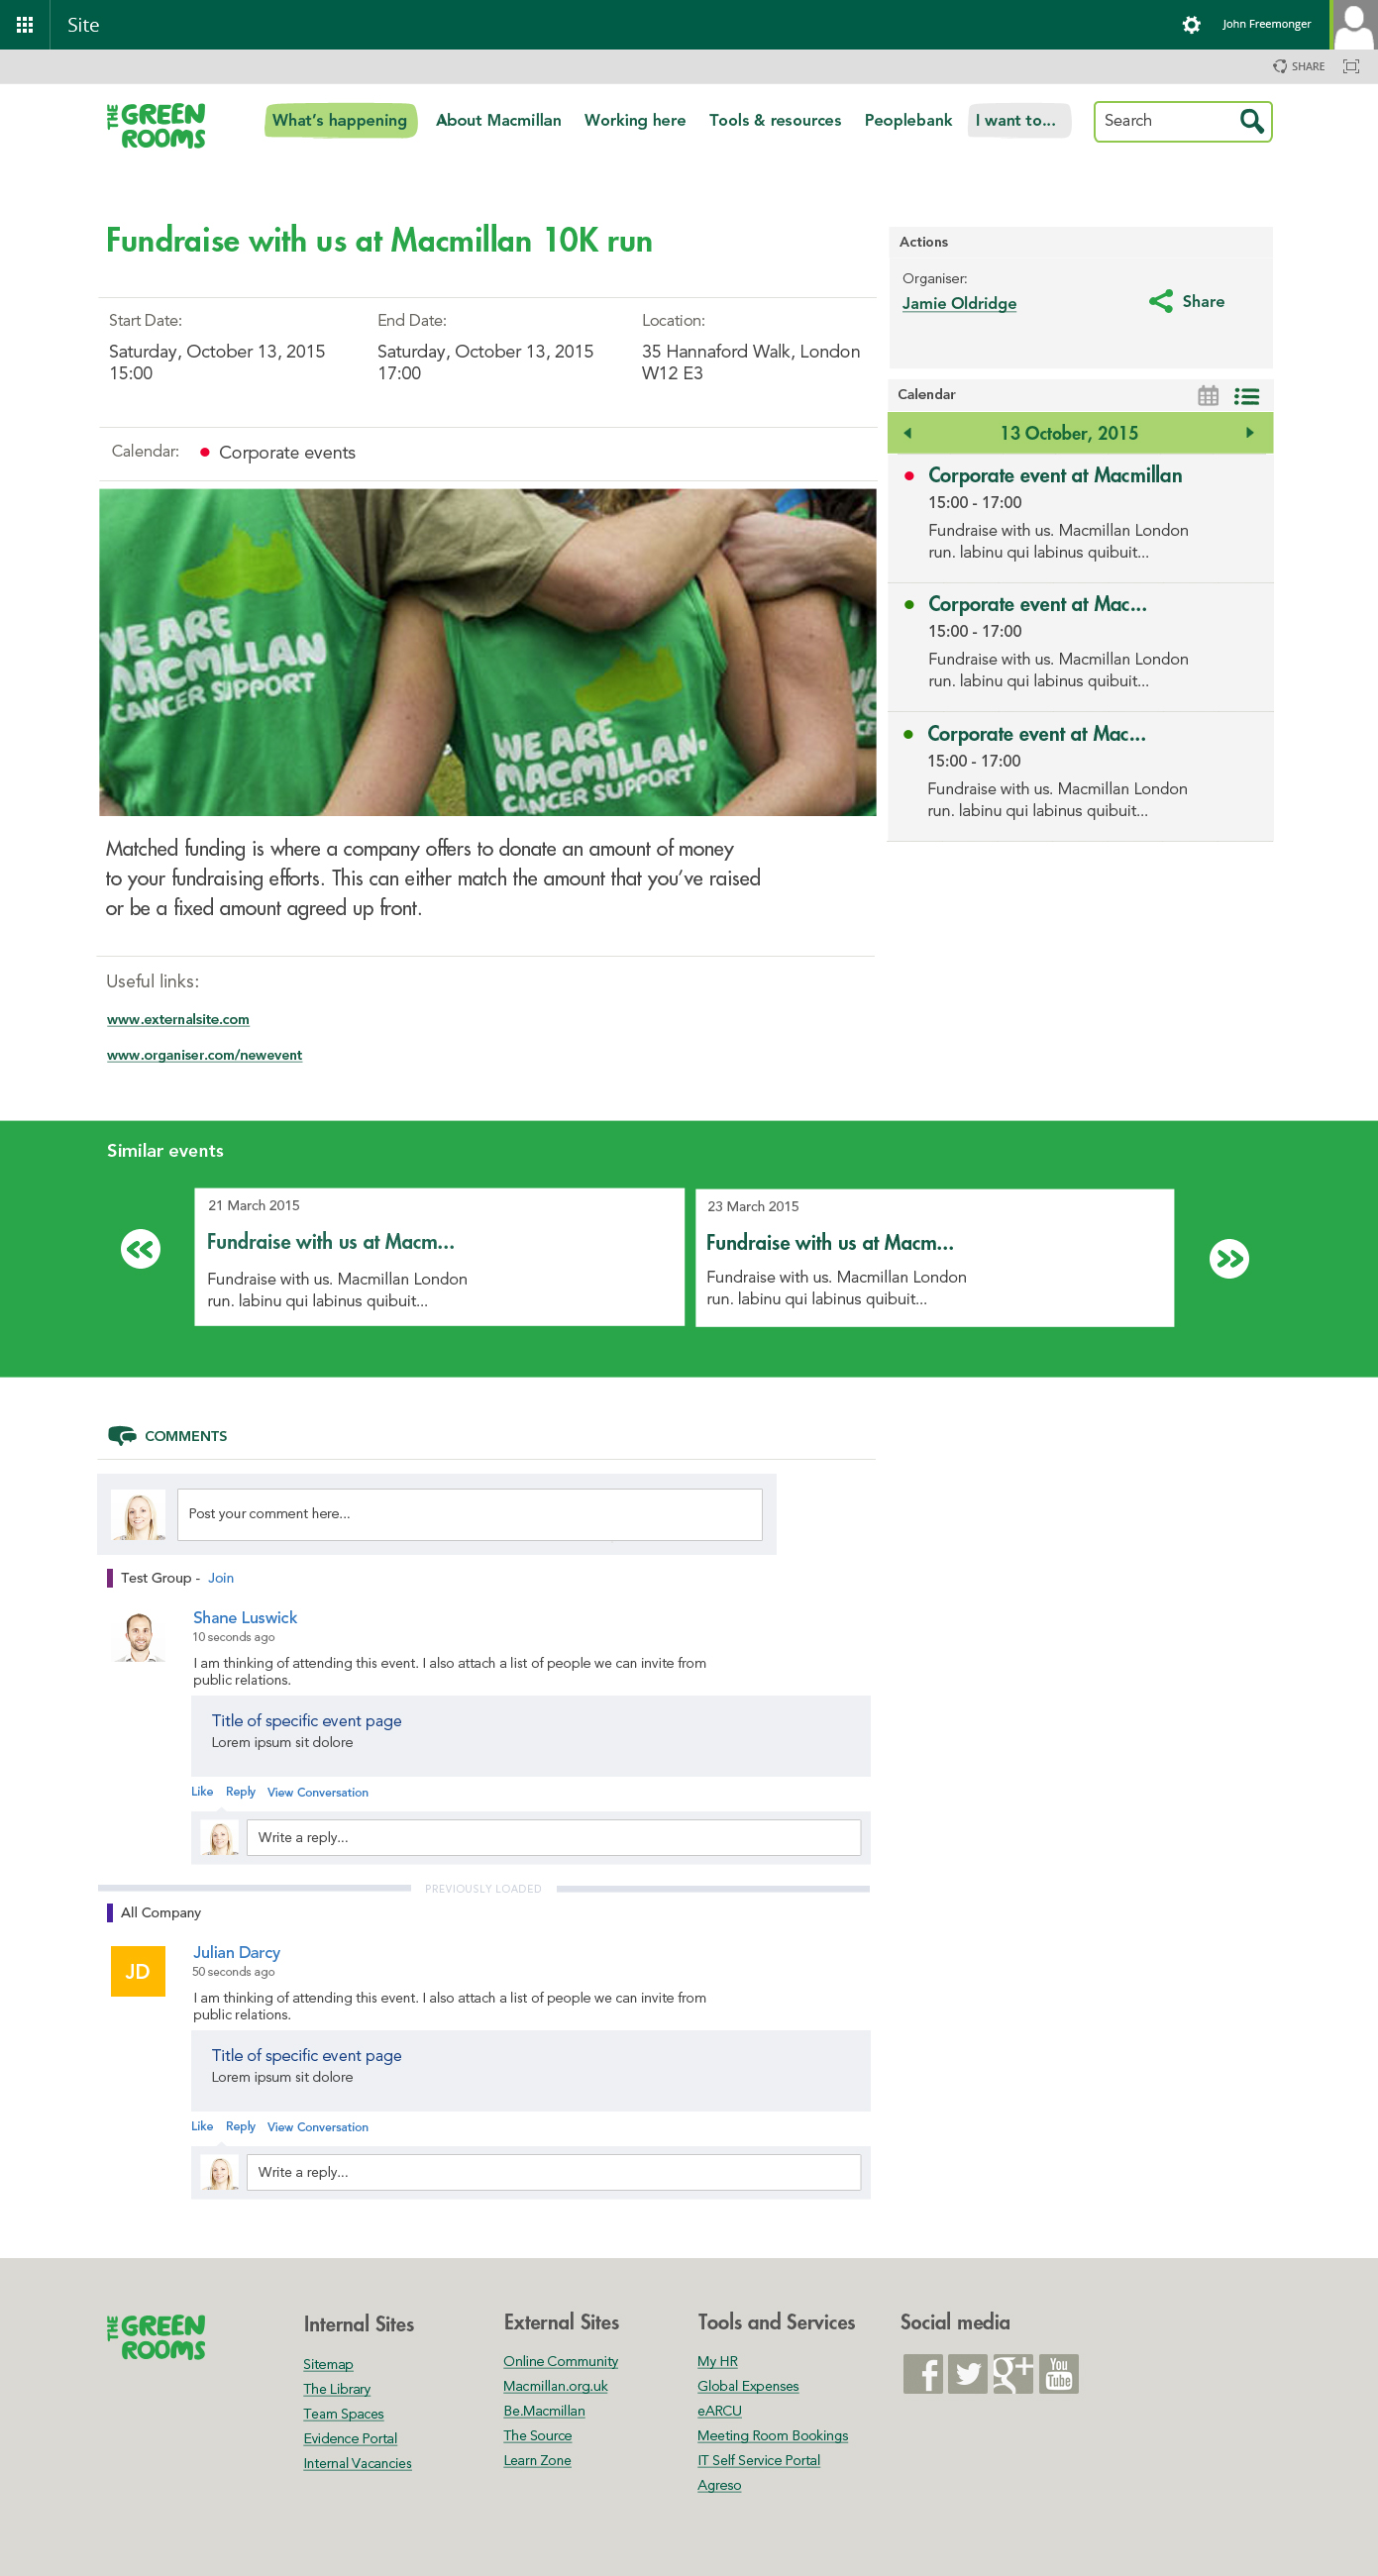 Site
John Freemonger
SHARE
THE GREEN ROOMS
What's happening
About Macmillan
Working here
Tools & resources
Peoplebank
I want to...
Search
Fundraise with us at Macmillan 10K run
Start Date:
Saturday, October 13, 2015
15:00
End Date:
Saturday, October 13, 2015
17:00
Location:
35 Hannaford Walk, London
W12 E3
Calendar:
Corporate events
WE ARE
MACMILLAN
CANCER SUPPORT
WE ARE
MACMILLAN.
CANCER SUPPORT
Matched funding is where a company offers to donate an amount of money
to your fundraising efforts. This can either match the amount that you've raised
or be a fixed amount agreed up front.
Useful links:
www.externalsite.com
www.organiser.com/newevent
Actions
Organiser:
Jamie Oldridge
Share
Calendar
13 October, 2015
Corporate event at Macmillan
15:00 - 17:00
Fundraise with us. Macmillan London
run. labinu qui labinus quibuit...
Corporate event at Mac...
15:00 - 17:00
Fundraise with us. Macmillan London
run. labinu qui labinus quibuit...
Corporate event at Mac...
15:00 - 17:00
Fundraise with us. Macmillan London
run. labinu qui labinus quibuit...
Similar events
21 March 2015
Fundraise with us at Macm...
Fundraise with us. Macmillan London
run. labinu qui labinus quibuit...
23 March 2015
Fundraise with us at Macm...
Fundraise with us. Macmillan London
run. labinu qui labinus quibuit...
COMMENTS
Post your comment here...
Test Group - Join
Shane Luswick
10 seconds ago
I am thinking of attending this event. I also attach a list of people we can invite from
public relations.
Title of specific event page
Lorem ipsum sit dolore
Like Reply View Conversation
Write a reply...
PREVIOUSLY LOADED
All Company
JD
Julian Darcy
50 seconds ago
I am thinking of attending this event. I also attach a list of people we can invite from
public relations.
Title of specific event page
Lorem ipsum sit dolore
Like Reply View Conversation
Write a reply...
THE GREEN ROOMS
Internal Sites
Sitemap
The Library
Team Spaces
Evidence Portal
Internal Vacancies
External Sites
Online Community
Macmillan.org.uk
Be.Macmillan
The Source
Learn Zone
Tools and Services
My HR
Global Expenses
eARCU
Meeting Room Bookings
IT Self Service Portal
Agreso
Social media
f
g+
You Tube